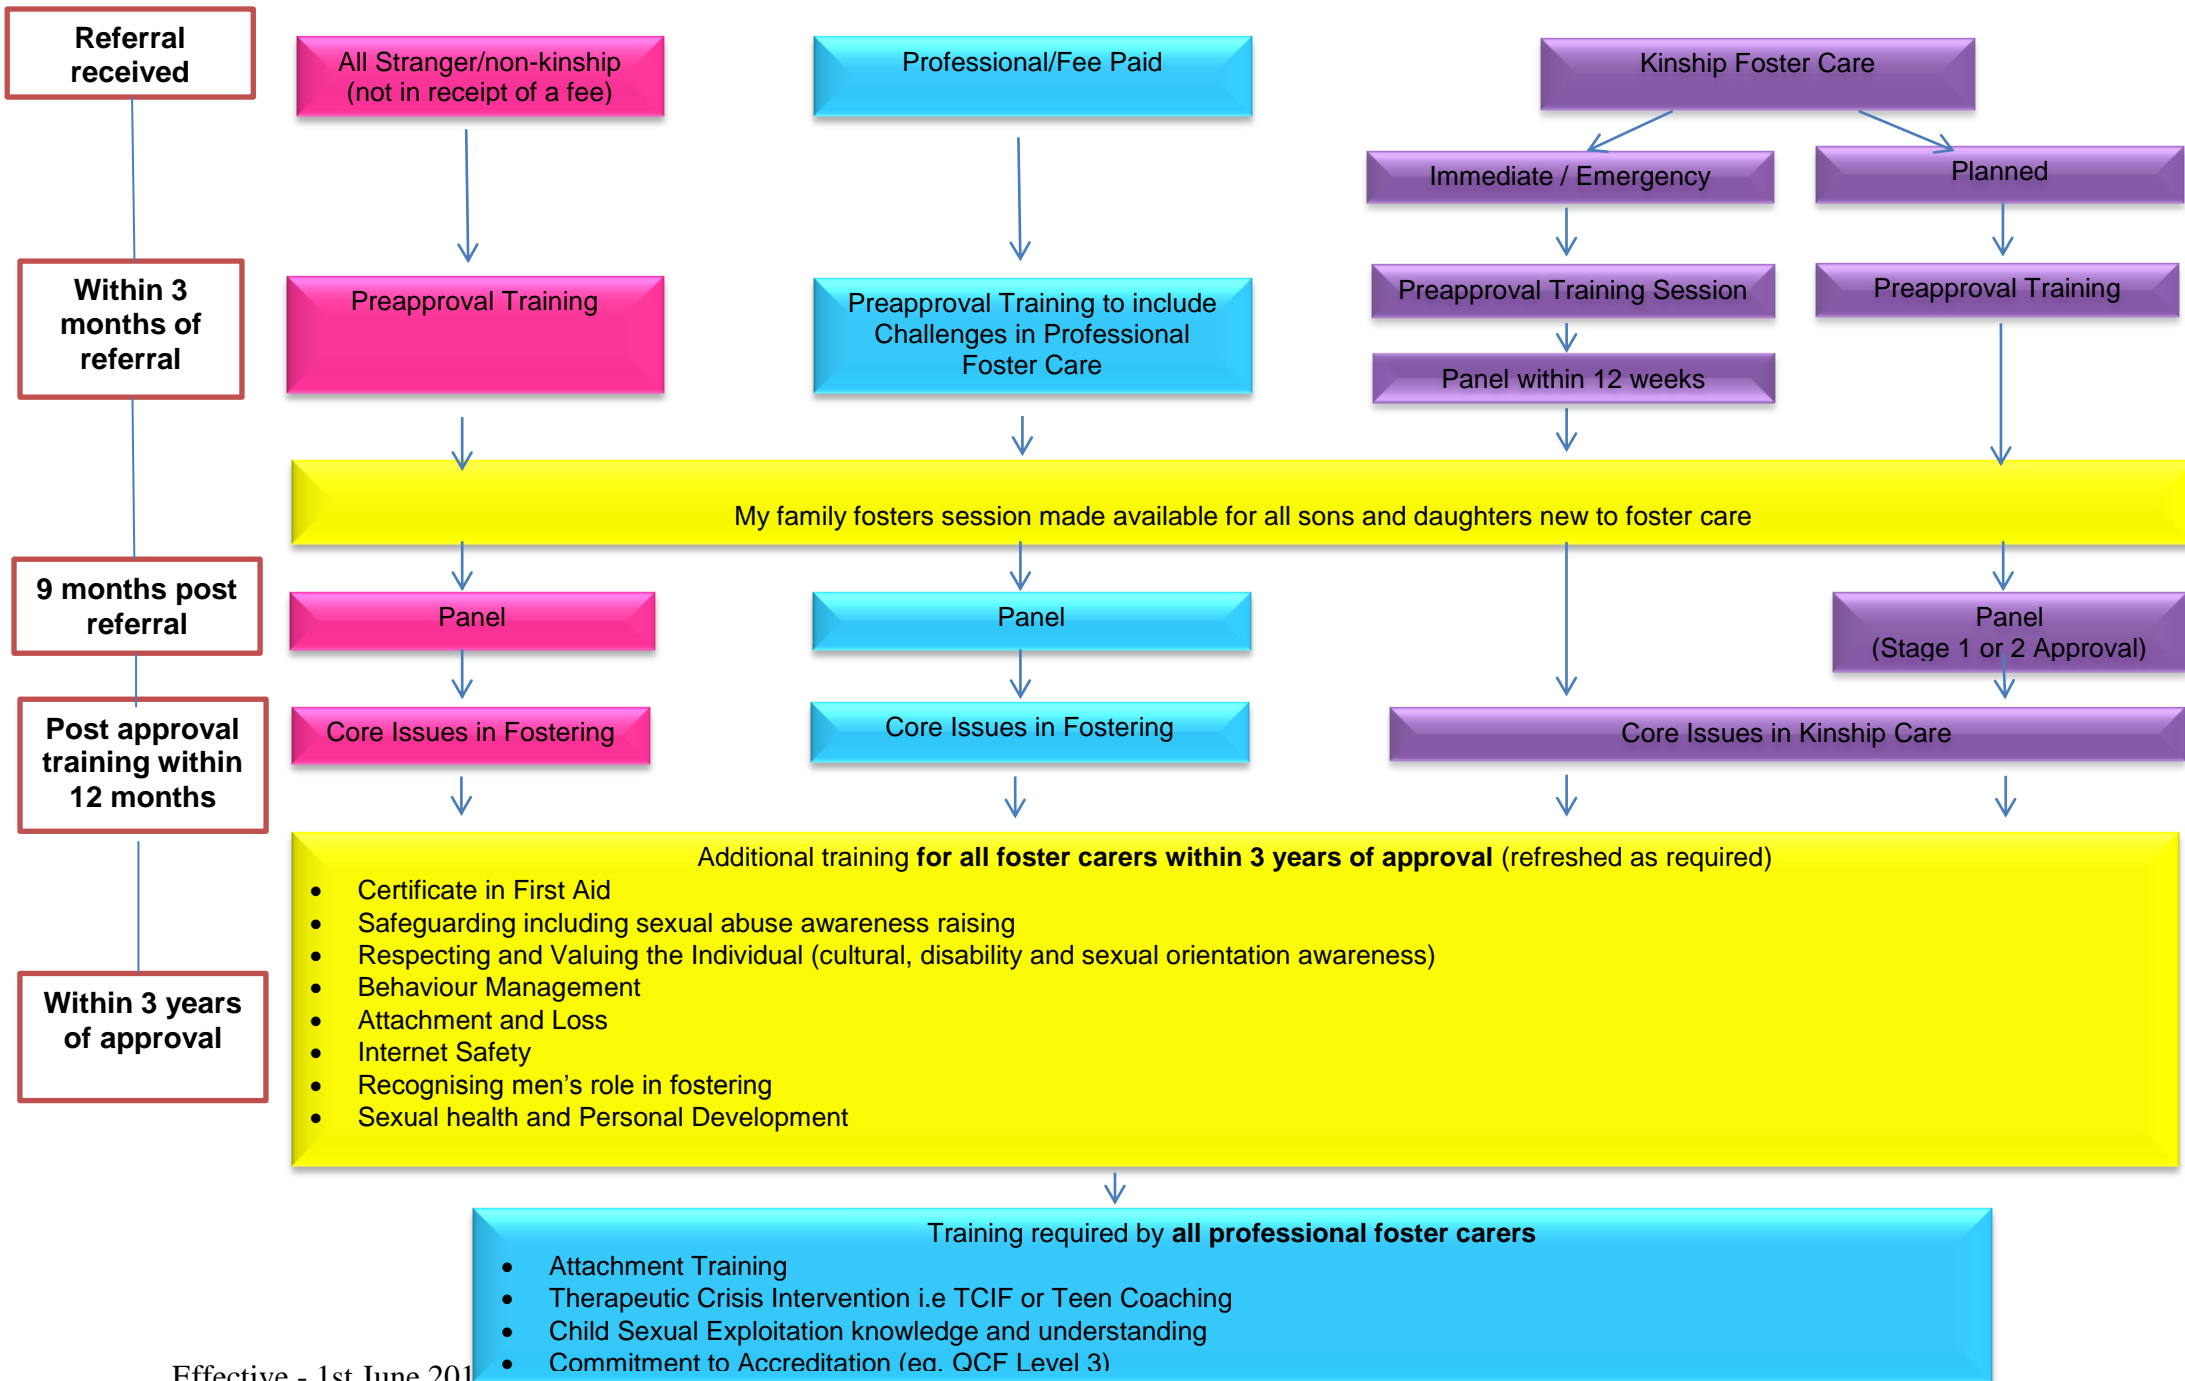 Referral
received
All Stranger/non-kinship
(not in receipt of a fee)
Professional/Fee Paid
Kinship Foster Care
Immediate / Emergency
Planned
Within 3
months of
referral
Preapproval Training
Preapproval Training to include
Challenges in Professional
Foster Care
Preapproval Training Session
Preapproval Training
Panel within 12 weeks
My family fosters session made available for all sons and daughters new to foster care
9 months post
referral
Panel
Panel
Panel
(Stage 1 or 2 Approval)
Post approval
training within
12 months
Core Issues in Fostering
Core Issues in Fostering
Core Issues in Kinship Care
Within 3 years
of approval
Additional training for all foster carers within 3 years of approval (refreshed as required)
• Certificate in First Aid
• Safeguarding including sexual abuse awareness raising
• Respecting and Valuing the Individual (cultural, disability and sexual orientation awareness)
• Behaviour Management
• Attachment and Loss
• Internet Safety
• Recognising men’s role in fostering
• Sexual health and Personal Development
Training required by all professional foster carers
• Attachment Training
• Therapeutic Crisis Intervention i.e TCIF or Teen Coaching
• Child Sexual Exploitation knowledge and understanding
• Commitment to Accreditation (eg. QCF Level 3)
Effective - 1st June 201